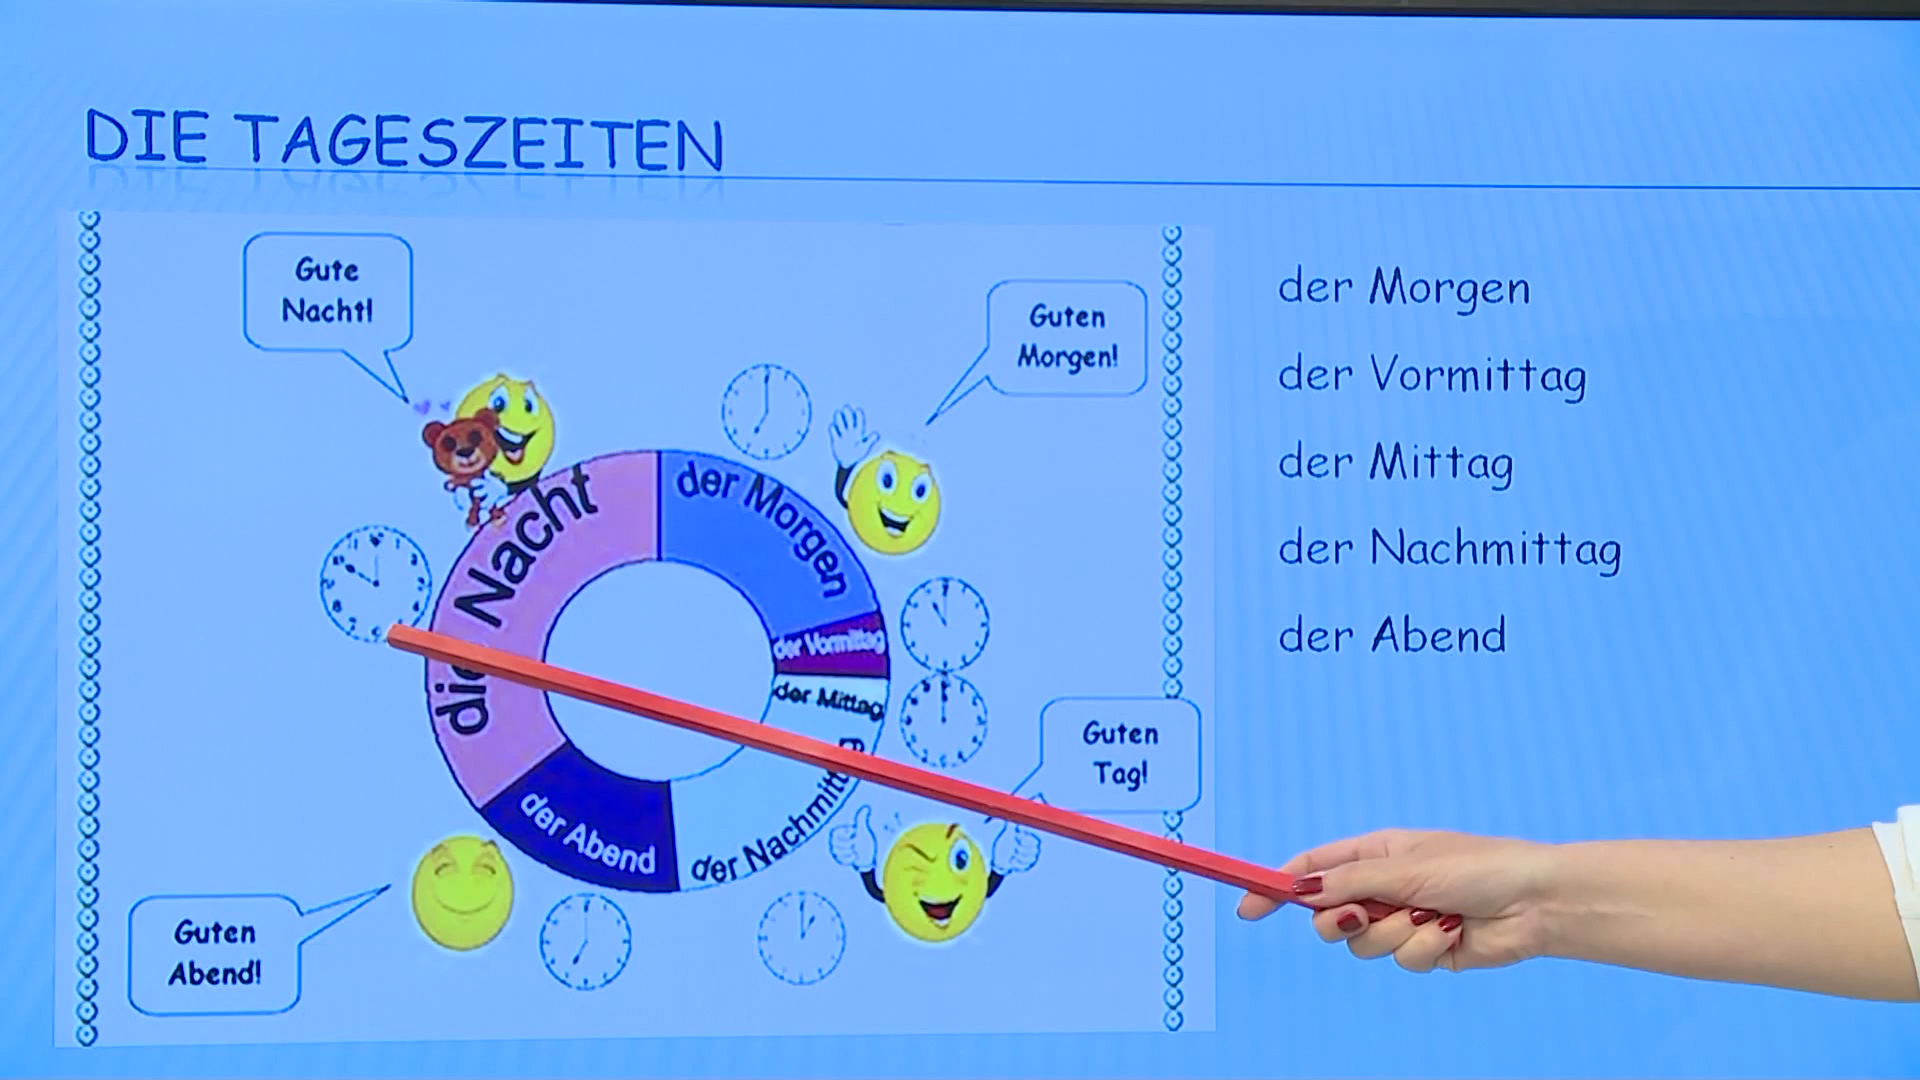 DIE TAGESZEITEN
Gute
Nacht!
Guten
Morgen!
die Nacht
der Morgen
der Vormittag
der Mittag
der Nachmitt
der Abend
Guten
Tag!
Guten
Abend!
der Morgen
der Vormittag
der Mittag
der Nachmittag
der Abend